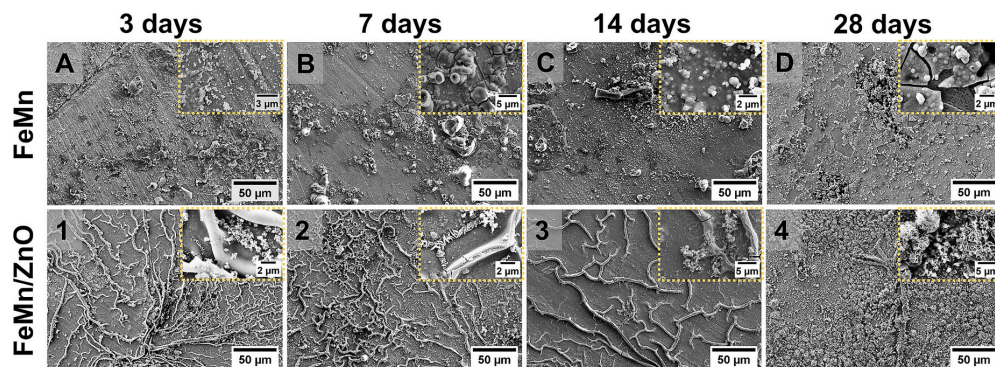 3 days 7 days 14 days 28 days
FeMn
A 3 µm 50 µm
B 5 µm 50 µm
C 2 µm 50 µm
D 2 µm 50 µm
FeMn/ZnO
1 2 µm 50 µm
2 2 µm 50 µm
3 5 µm 50 µm
4 5 µm 50 µm